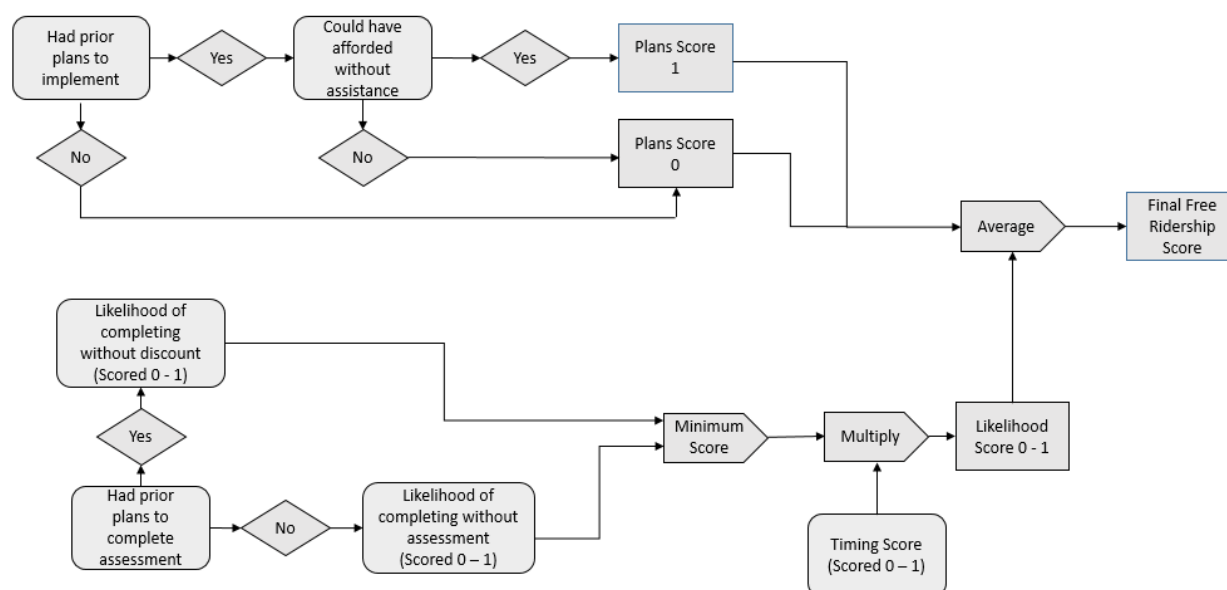 Had prior
plans to
implement
Yes
Could have
afforded
without
assistance
Yes
Plans Score
1
No
No
Plans Score
0
Average
Final Free
Ridership
Score
Likelihood of
completing
without discount
(Scored 0 - 1)
Yes
Minimum
Score
Multiply
Likelihood
Score 0 - 1
Had prior
plans to
complete
assessment
No
Likelihood of
completing without
assessment
(Scored 0 – 1)
Timing Score
(Scored 0 – 1)